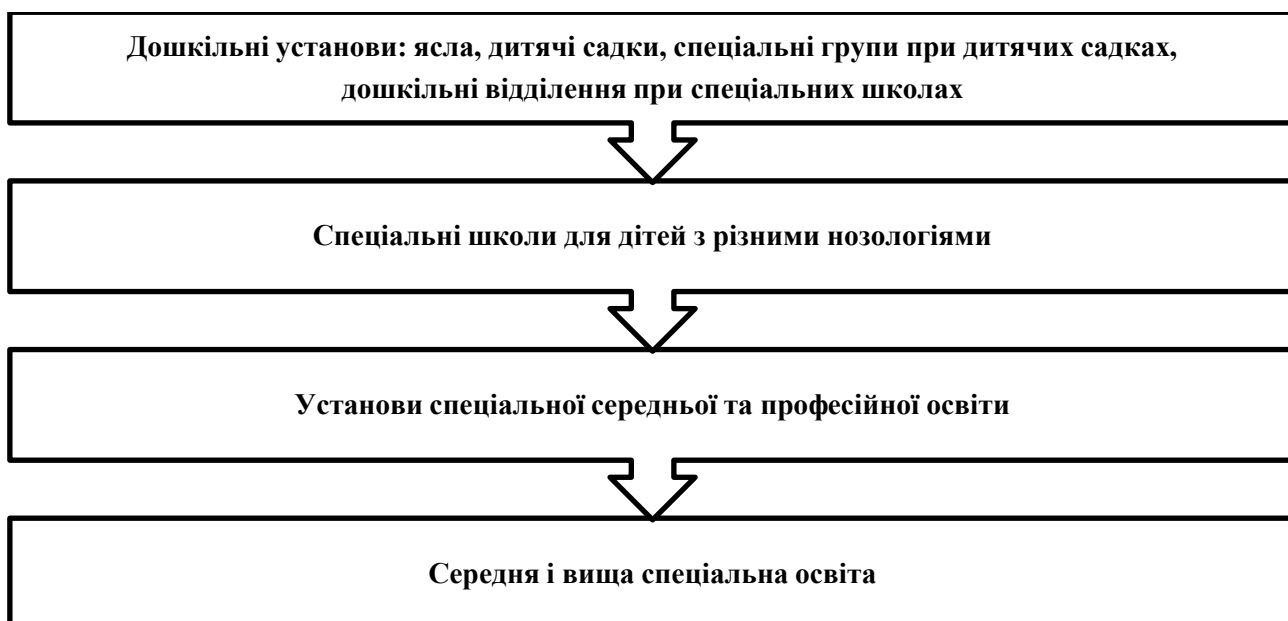 Дошкільні установи: ясла, дитячі садки, спеціальні групи при дитячих садках,
дошкільні відділення при спеціальних школах
Спеціальні школи для дітей з різними нозологіями
Установи спеціальної середньої та професійної освіти
Середня і вища спеціальна освіта